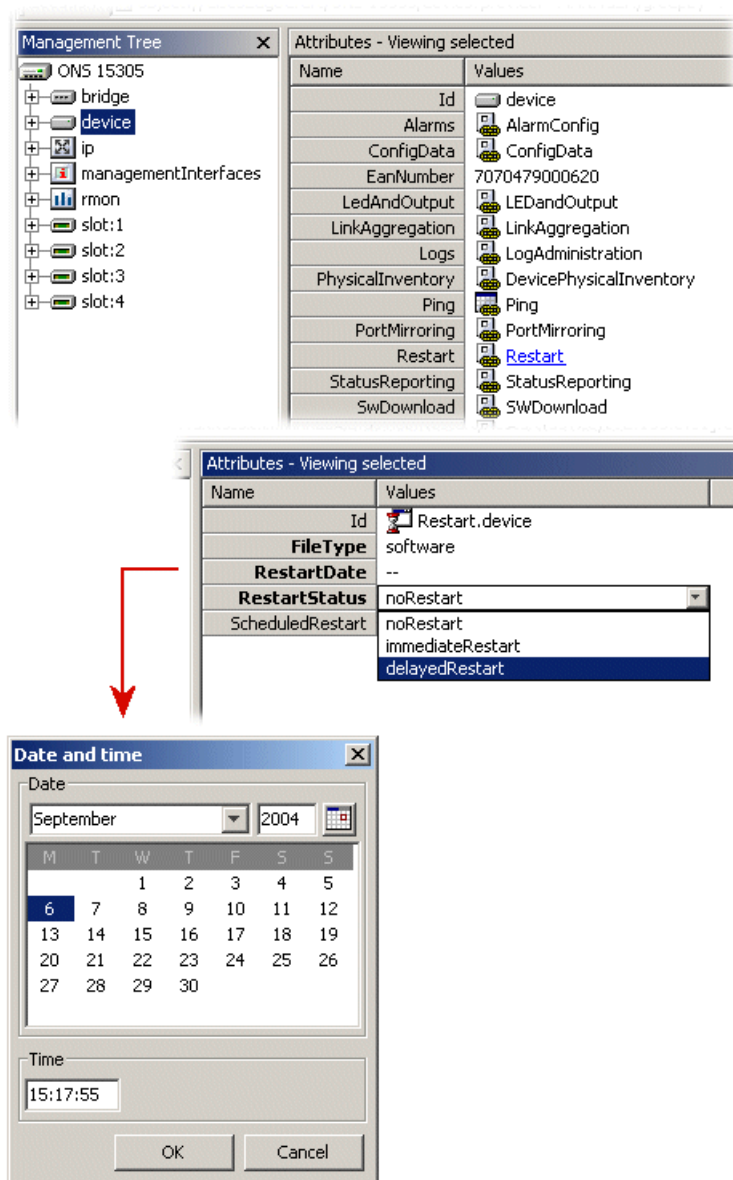 Management Tree
ONS 15305
bridge
device
ip
managementInterfaces
rmon
slot:1
slot:2
slot:3
slot:4
Attributes - Viewing selected
Name Values
Id device
Alarms AlarmConfig
ConfigData ConfigData
EanNumber 7070479000620
LedAndOutput LEDandOutput
LinkAggregation LinkAggregation
Logs LogAdministration
PhysicalInventory DevicePhysicalInventory
Ping Ping
PortMirroring PortMirroring
Restart Restart
StatusReporting StatusReporting
SwDownload SWDownload
Attributes - Viewing selected
Name Values
Id Restart.device
FileType software
RestartDate --
RestartStatus noRestart
ScheduledRestart noRestart
immediateRestart
delayedRestart
Date and time
Date
September 2004
M T W T F S S
1 2 3 4 5
6 7 8 9 10 11 12
13 14 15 16 17 18 19
20 21 22 23 24 25 26
27 28 29 30
Time
15:17:55
OK Cancel